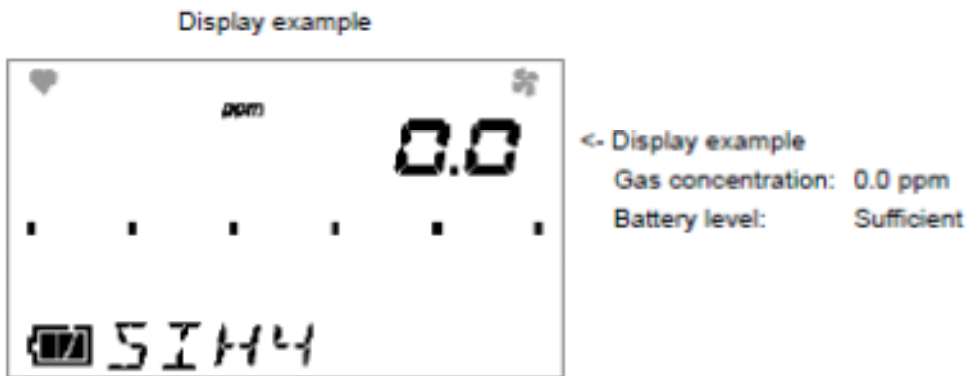 Display example
ppm
0.0
SIH4
<- Display example
Gas concentration: 0.0 ppm
Battery level: Sufficient